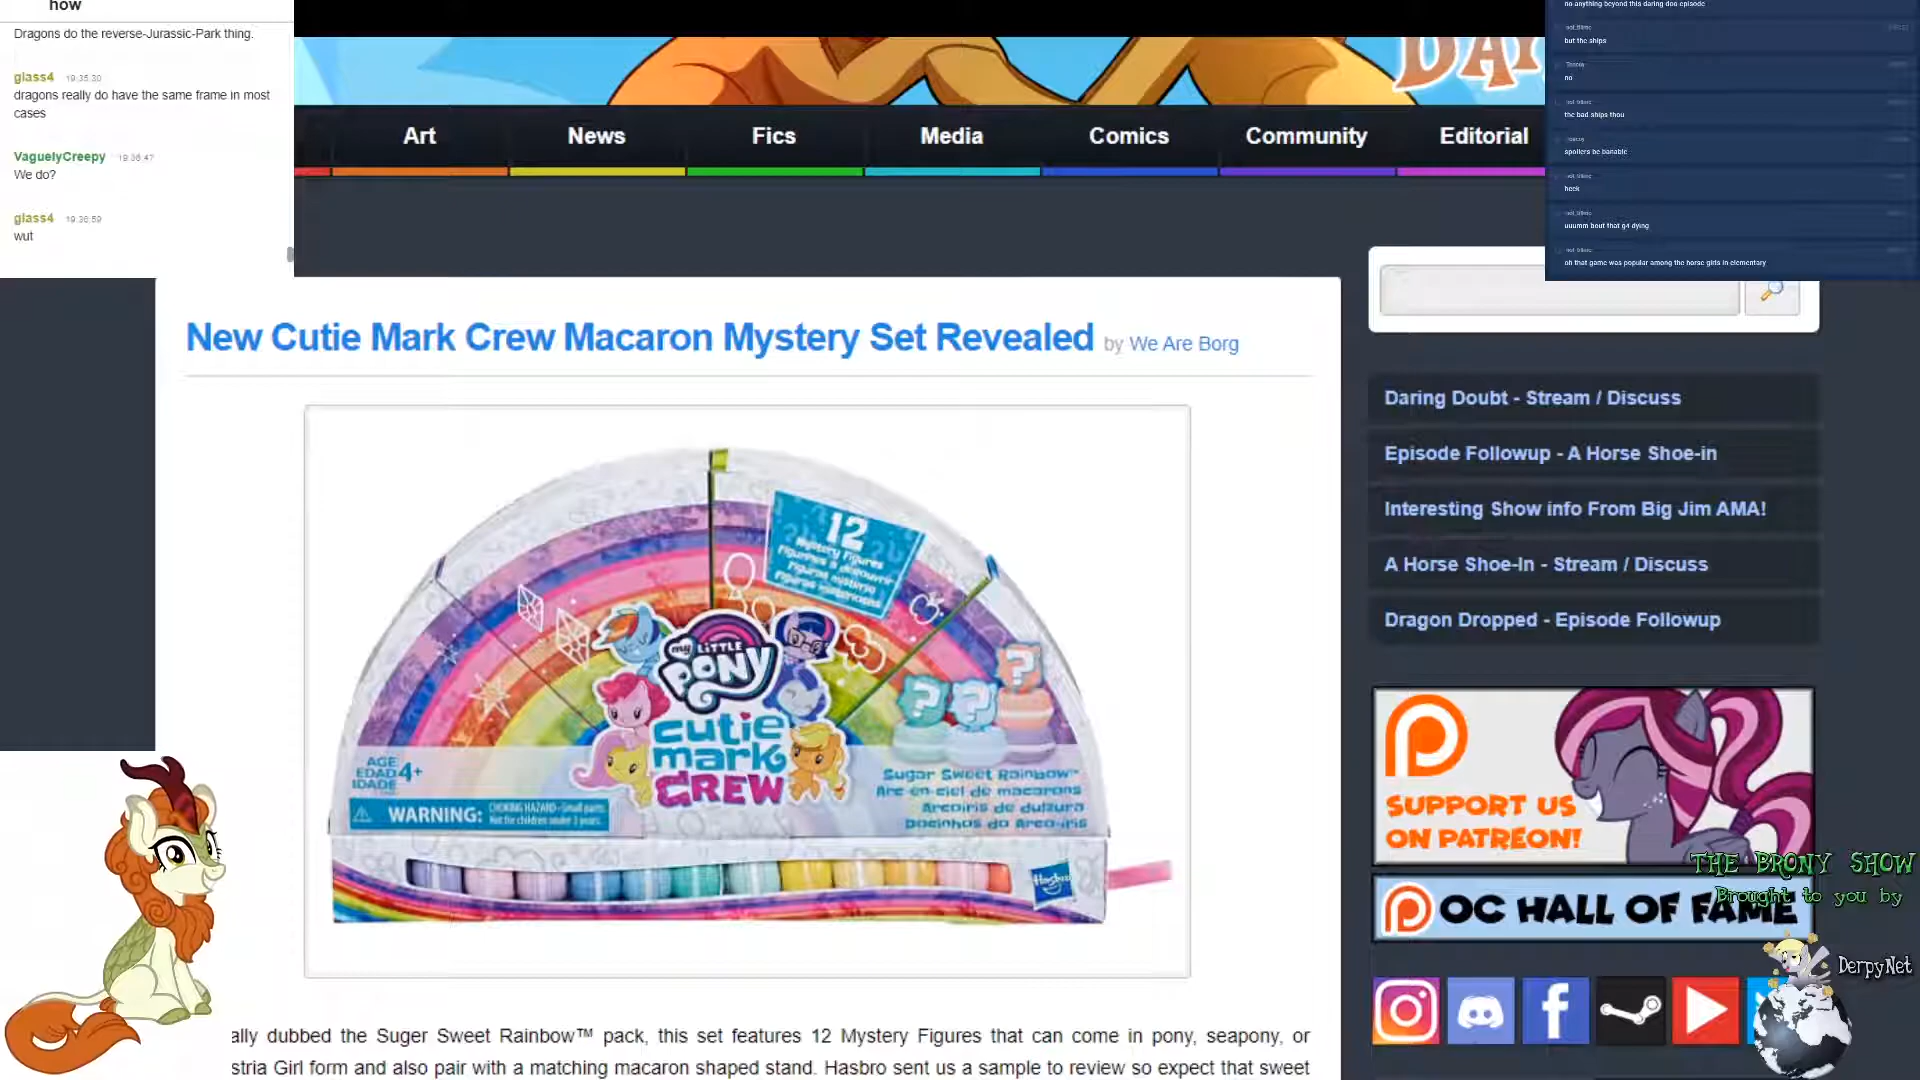 how
Dragons do the reverse-Jurassic-Park thing.
glass4 19:35:30
dragons really do have the same frame in most
cases
VaguelyCreepy 19:36:47
We do?
glass4 19:36:59
wut
Art News Fics Media Comics Community Editorial
no anything beyond this daring doo episode
but the ships
no
the bad ships thou
spoilers be banable
heck
uuumm bout that g4 dying
oh that game was popular among the horse girls in elementary
New Cutie Mark Crew Macaron Mystery Set Revealed by We Are Borg
12
Mystery Figures
my LITTLE
PONY
cutie
mark
CREW
AGE
EDAD 4+
IDADE
WARNING: CHOKING HAZARD-Small parts.
Not for children under 3 years.
Sugar Sweet Rainbow™
Arc-en-ciel de macarons
Arcoíris de dulzura
Docinhos do Arco-íris
Hasbro
ally dubbed the Suger Sweet Rainbow™ pack, this set features 12 Mystery Figures that can come in pony, seapony, or
stria Girl form and also pair with a matching macaron shaped stand. Hasbro sent us a sample to review so expect that sweet
Daring Doubt - Stream / Discuss
Episode Followup - A Horse Shoe-in
Interesting Show info From Big Jim AMA!
A Horse Shoe-In - Stream / Discuss
Dragon Dropped - Episode Followup
SUPPORT US
ON PATREON!
OC HALL OF FAME
THE BRONY SHOW
Brought to you by
DerpyNet